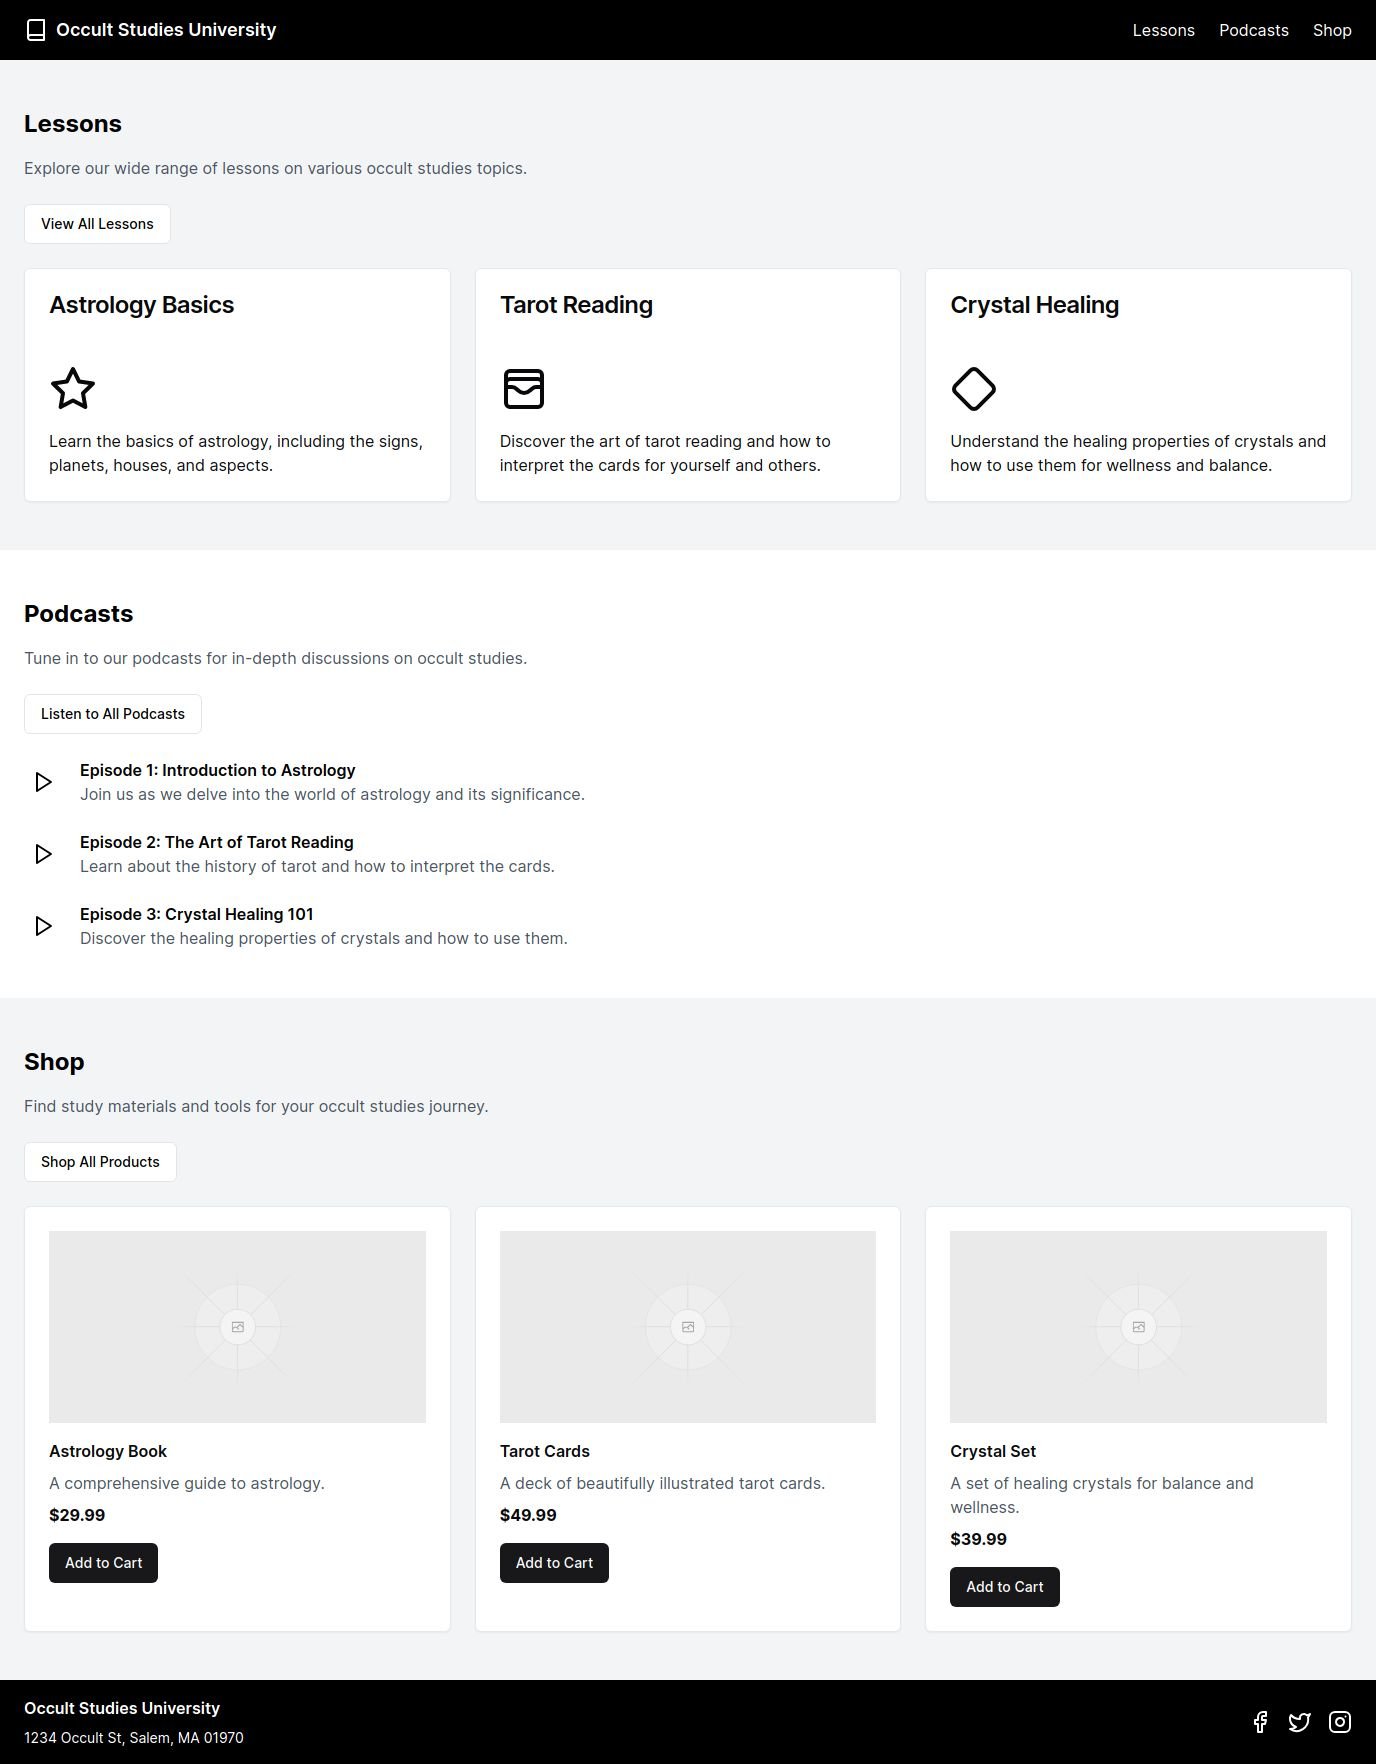 Occult Studies University
Lessons
Podcasts
Shop
Lessons
Explore our wide range of lessons on various occult studies topics.
View All Lessons
Astrology Basics
Learn the basics of astrology, including the signs,
planets, houses, and aspects.
Tarot Reading
Discover the art of tarot reading and how to
interpret the cards for yourself and others.
Crystal Healing
Understand the healing properties of crystals and
how to use them for wellness and balance.
Podcasts
Tune in to our podcasts for in-depth discussions on occult studies.
Listen to All Podcasts
Episode 1: Introduction to Astrology
Join us as we delve into the world of astrology and its significance.
Episode 2: The Art of Tarot Reading
Learn about the history of tarot and how to interpret the cards.
Episode 3: Crystal Healing 101
Discover the healing properties of crystals and how to use them.
Shop
Find study materials and tools for your occult studies journey.
Shop All Products
Astrology Book
A comprehensive guide to astrology.
$29.99
Add to Cart
Tarot Cards
A deck of beautifully illustrated tarot cards.
$49.99
Add to Cart
Crystal Set
A set of healing crystals for balance and
wellness.
$39.99
Add to Cart
Occult Studies University
1234 Occult St, Salem, MA 01970